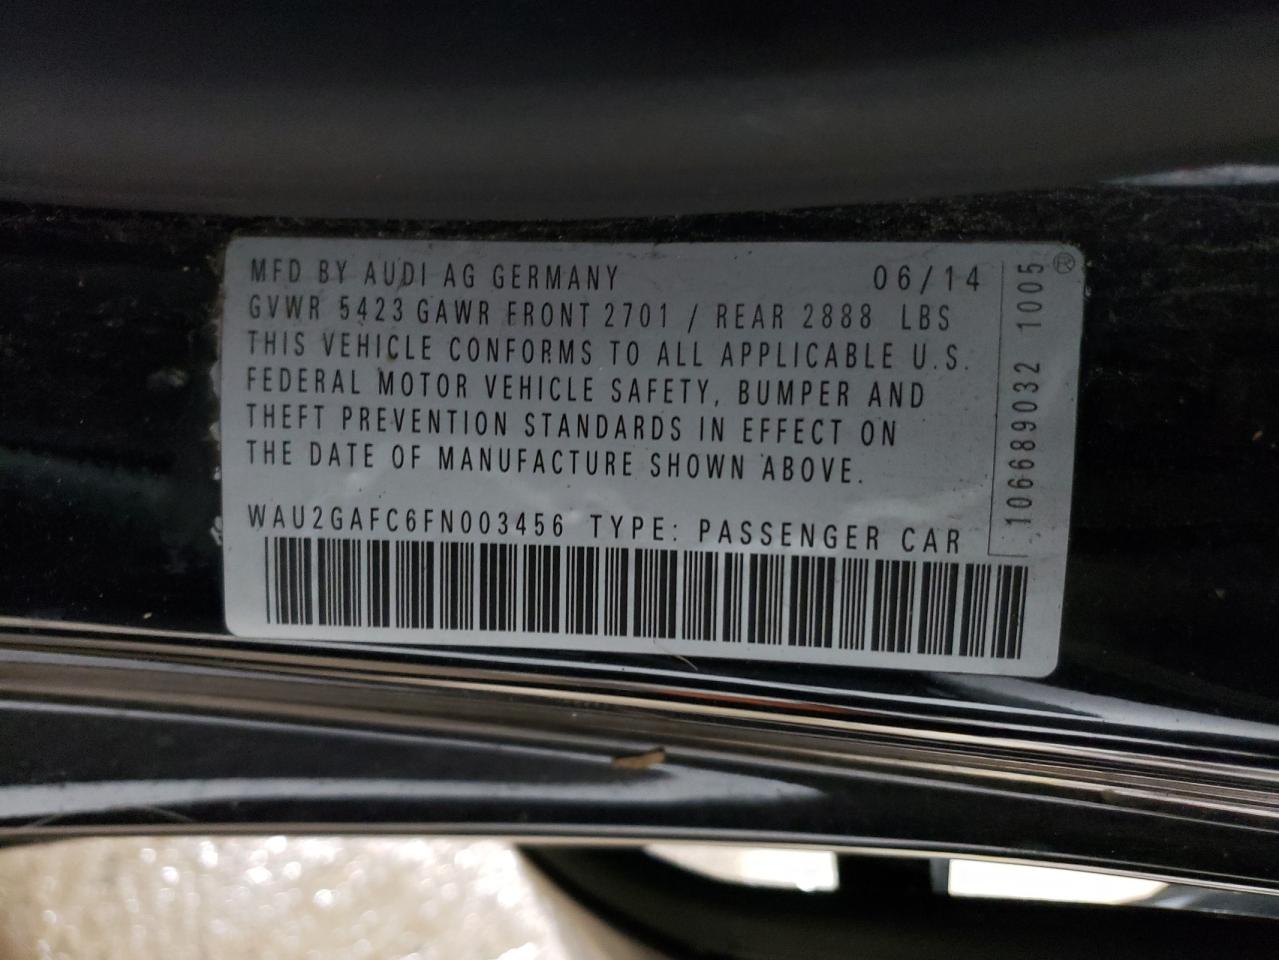 MFD BY AUDI AG GERMANY 06/14
GVWR 5423 GAWR FRONT 2701 / REAR 2888 LBS
THIS VEHICLE CONFORMS TO ALL APPLICABLE U.S.
FEDERAL MOTOR VEHICLE SAFETY, BUMPER AND
THEFT PREVENTION STANDARDS IN EFFECT ON
THE DATE OF MANUFACTURE SHOWN ABOVE.
WAU2GAFC6FN003456 TYPE: PASSENGER CAR
106689032 1005 ®